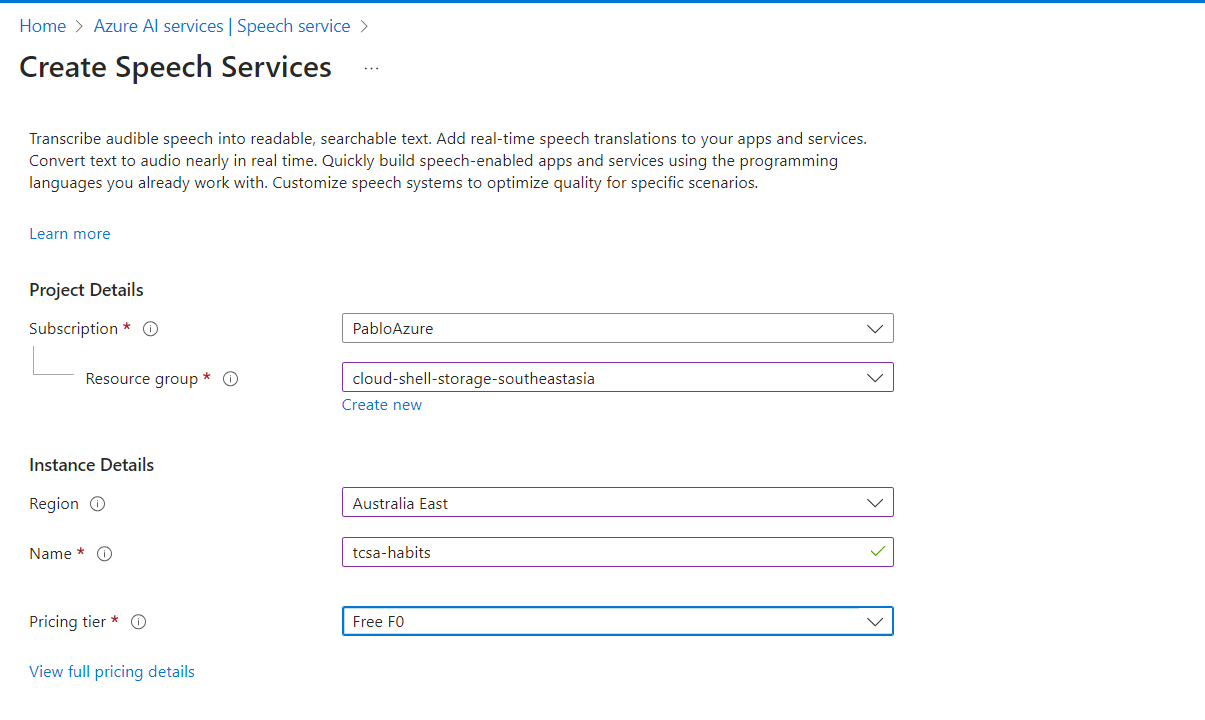 Home > Azure AI services | Speech service >
Create Speech Services ...
Transcribe audible speech into readable, searchable text. Add real-time speech translations to your apps and services.
Convert text to audio nearly in real time. Quickly build speech-enabled apps and services using the programming
languages you already work with. Customize speech systems to optimize quality for specific scenarios.
Learn more
Project Details
Subscription * PabloAzure
Resource group * cloud-shell-storage-southeastasia
Create new
Instance Details
Region Australia East
Name * tcsa-habits
Pricing tier * Free F0
View full pricing details